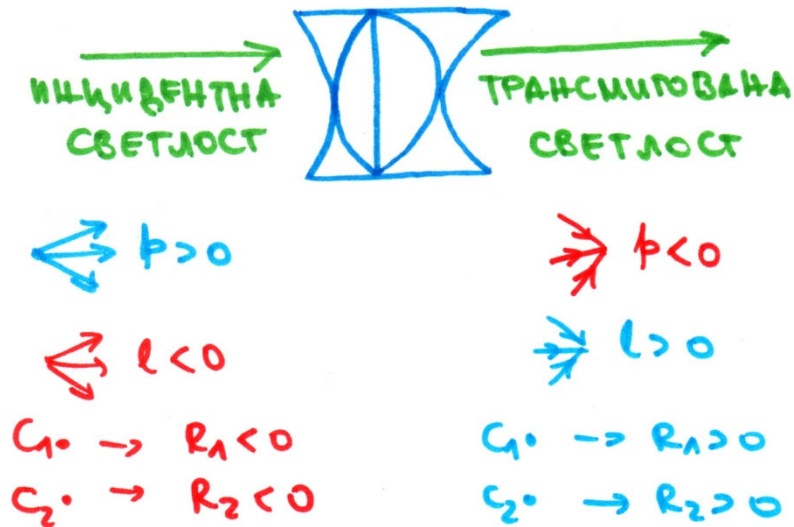 ИНЦИДЕНТНА
СВЕТЛОСТ
ТРАНСМИТОВАНА
СВЕТЛОСТ
p>0
p<0
l<0
l>0
C₁• → R₁<0
C₁• → R₁>0
C₂• → R₂<0
C₂• → R₂>0